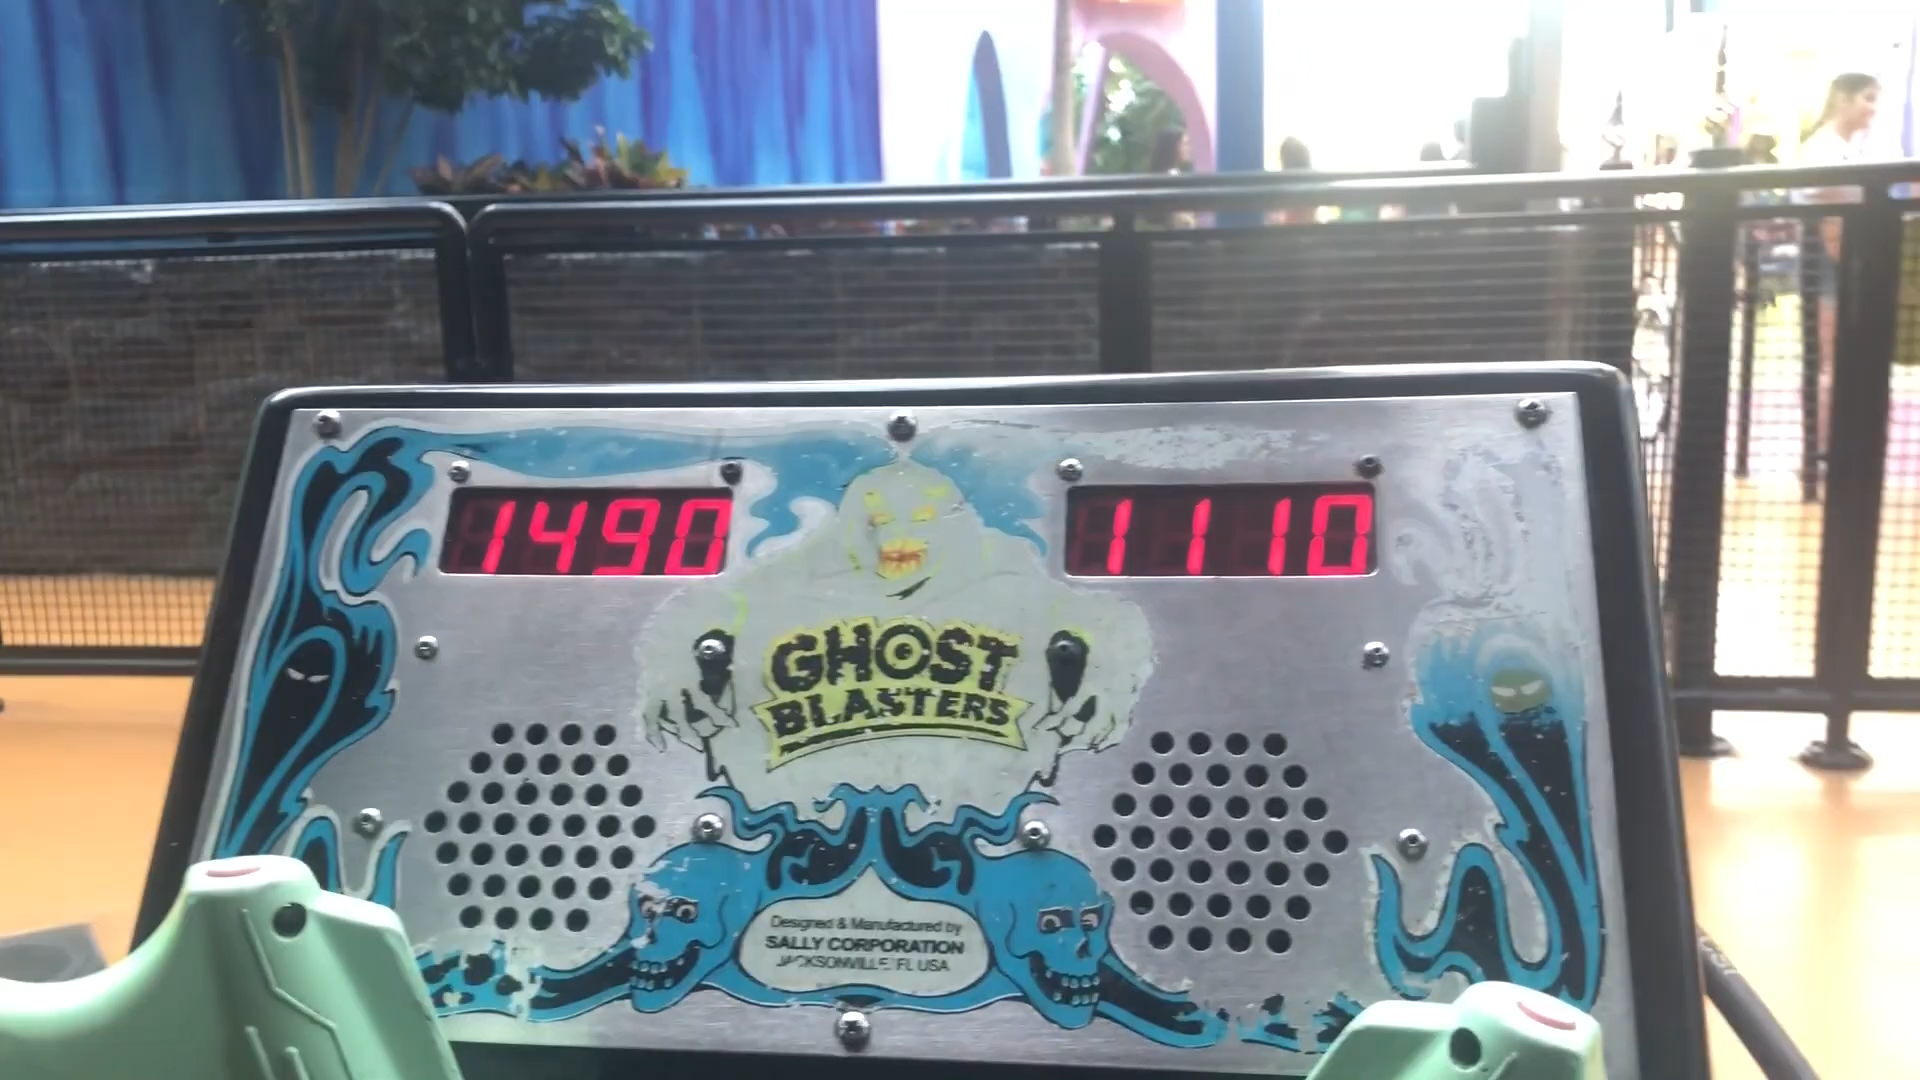 1490
1110
GHOST
BLASTERS
Designed & Manufactured by
SALLY CORPORATION
JACKSONVILLE, FL USA